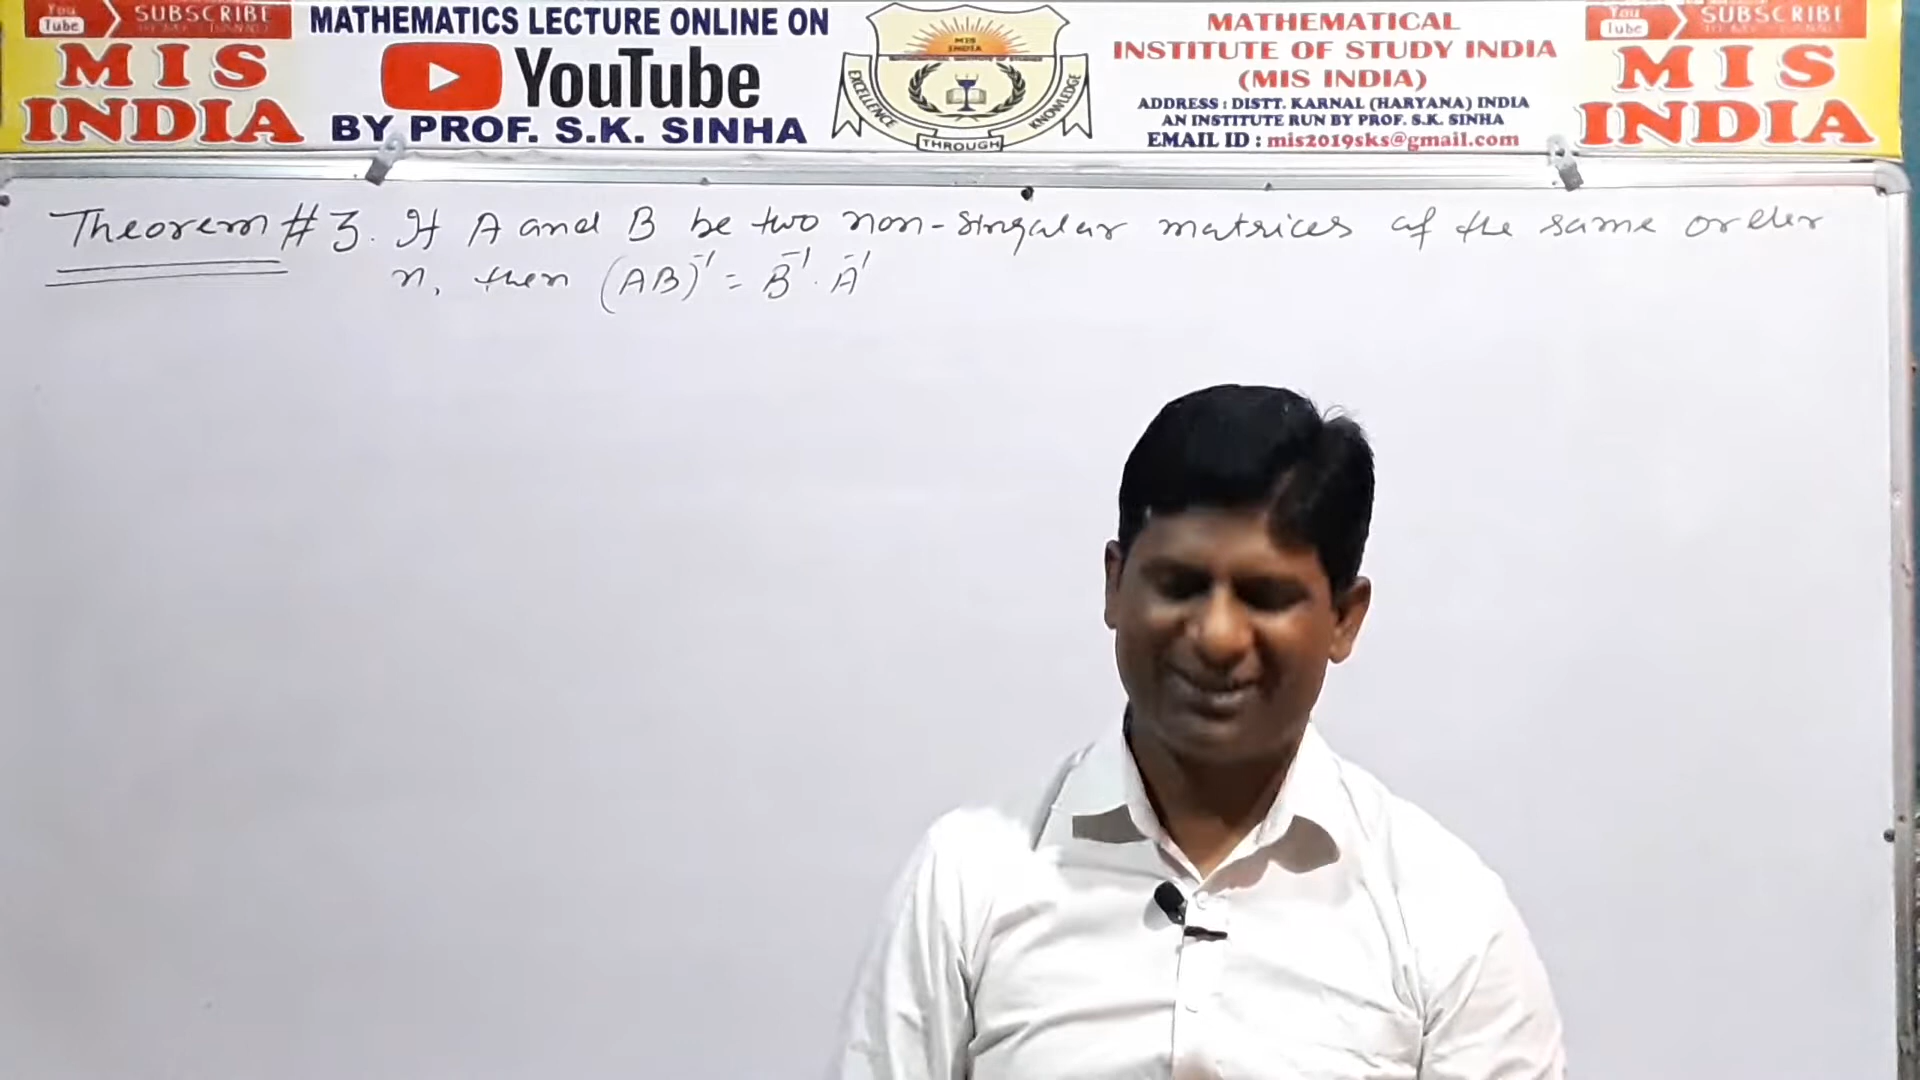 You Tube SUBSCRIBE
MIS
INDIA
MATHEMATICS LECTURE ONLINE ON
YouTube
BY PROF. S.K. SINHA
MIS
INDIA
EXCELLENCE THROUGH KNOWLEDGE
MATHEMATICAL
INSTITUTE OF STUDY INDIA
(MIS INDIA)
ADDRESS : DISTT. KARNAL (HARYANA) INDIA
AN INSTITUTE RUN BY PROF. S.K. SINHA
EMAIL ID : mis2019sks@gmail.com
You Tube SUBSCRIBE
MIS
INDIA
Theorem # 3. If A and B be two non-singular matrices of the same order
n, then (AB)⁻¹ = B⁻¹ . A⁻¹